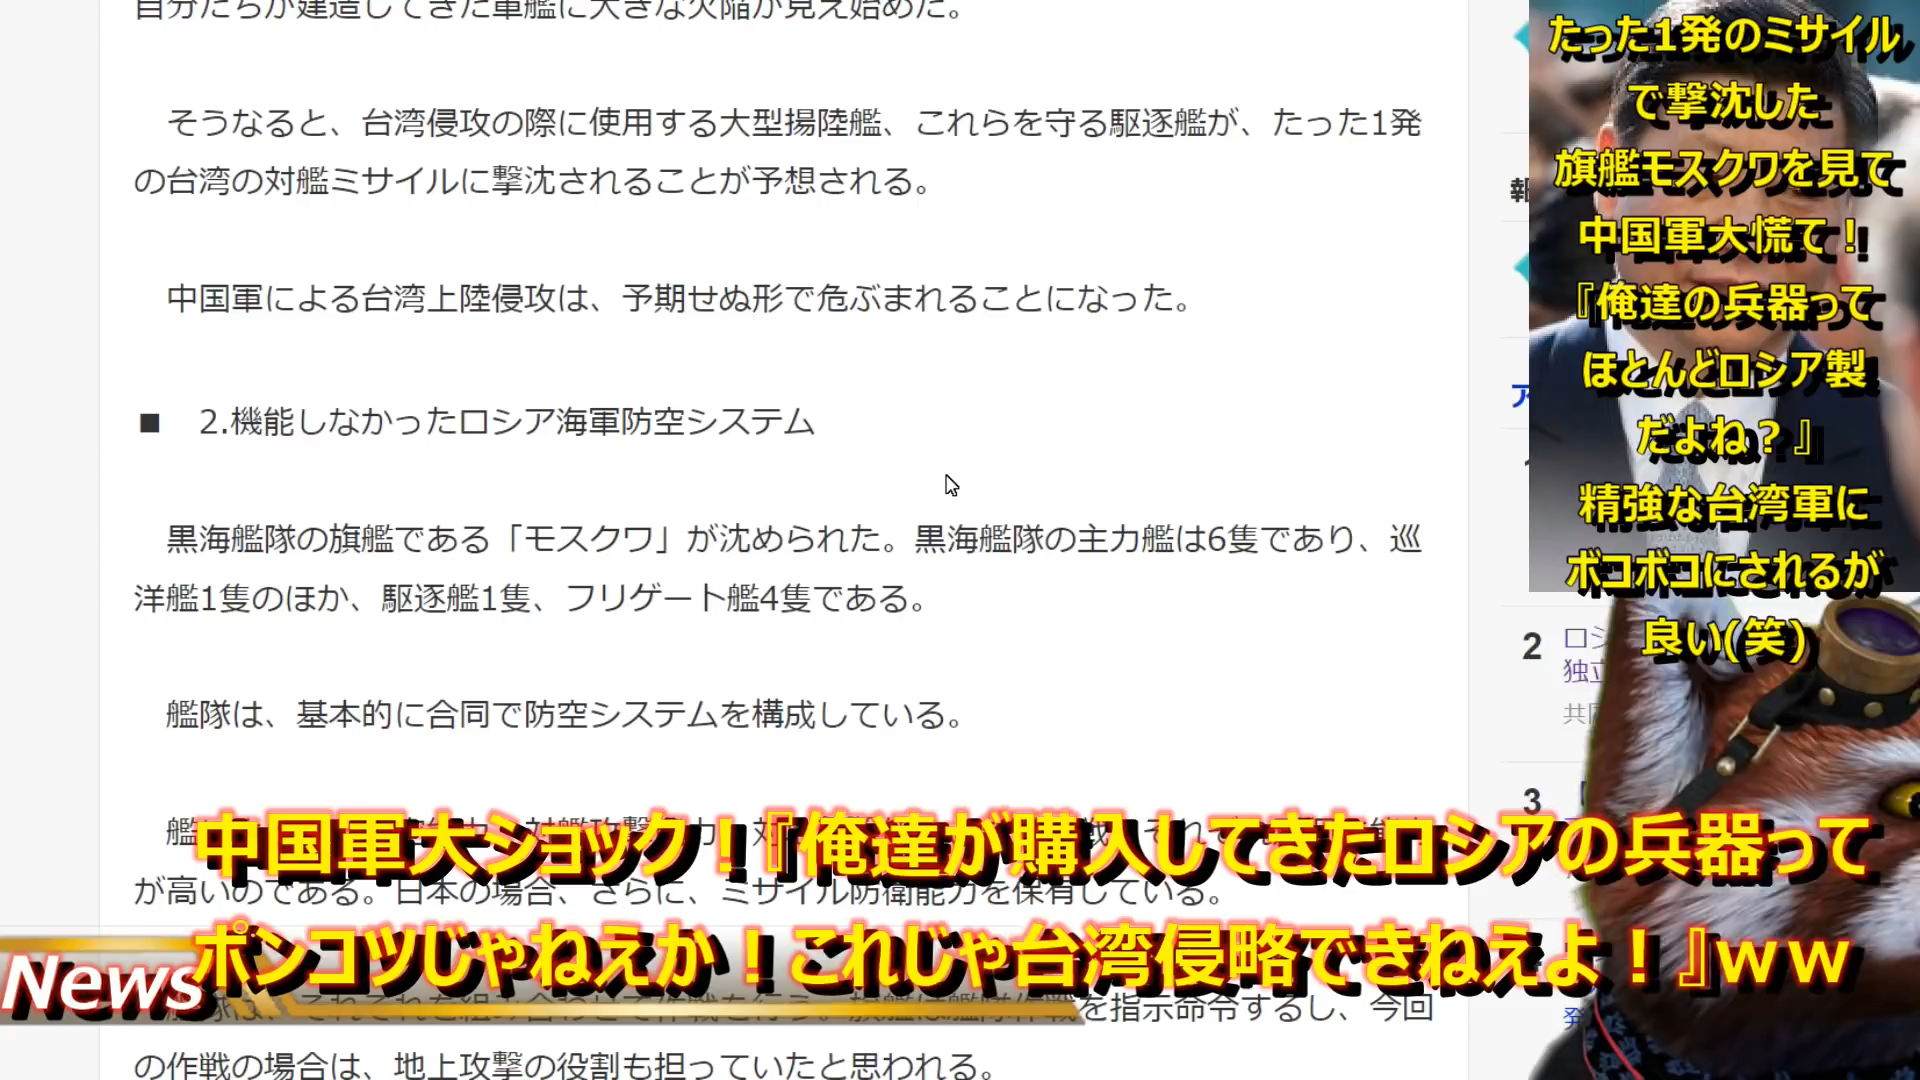 自分たちが建造してきた軍艦に大きな欠陥が見え始めた。
そうなると、台湾侵攻の際に使用する大型揚陸艦、これらを守る駆逐艦が、たった1発
の台湾の対艦ミサイルに撃沈されることが予想される。
中国軍による台湾上陸侵攻は、予期せぬ形で危ぶまれることになった。
■ 2.機能しなかったロシア海軍防空システム
黒海艦隊の旗艦である「モスクワ」が沈められた。黒海艦隊の主力艦は6隻であり、巡
洋艦1隻のほか、駆逐艦1隻、フリゲート艦4隻である。
艦隊は、基本的に合同で防空システムを構成している。
が高いのである。日本の場合、さらに、ミサイル防衛能力を保有している。
を指示命令するし、今回
の作戦の場合は、地上攻撃の役割も担っていたと思われる。
たった1発のミサイル
で撃沈した
旗艦モスクワを見て
中国軍大慌て！
『俺達の兵器って
ほとんどロシア製
だよね？』
精強な台湾軍に
ボコボコにされるが
良い(笑)
報
ア
2
ロシ
独立
共同
3
発
中国軍大ショック！『俺達が購入してきたロシアの兵器って
ポンコツじゃねえか！これじゃ台湾侵略できねえよ！』ｗｗ
News